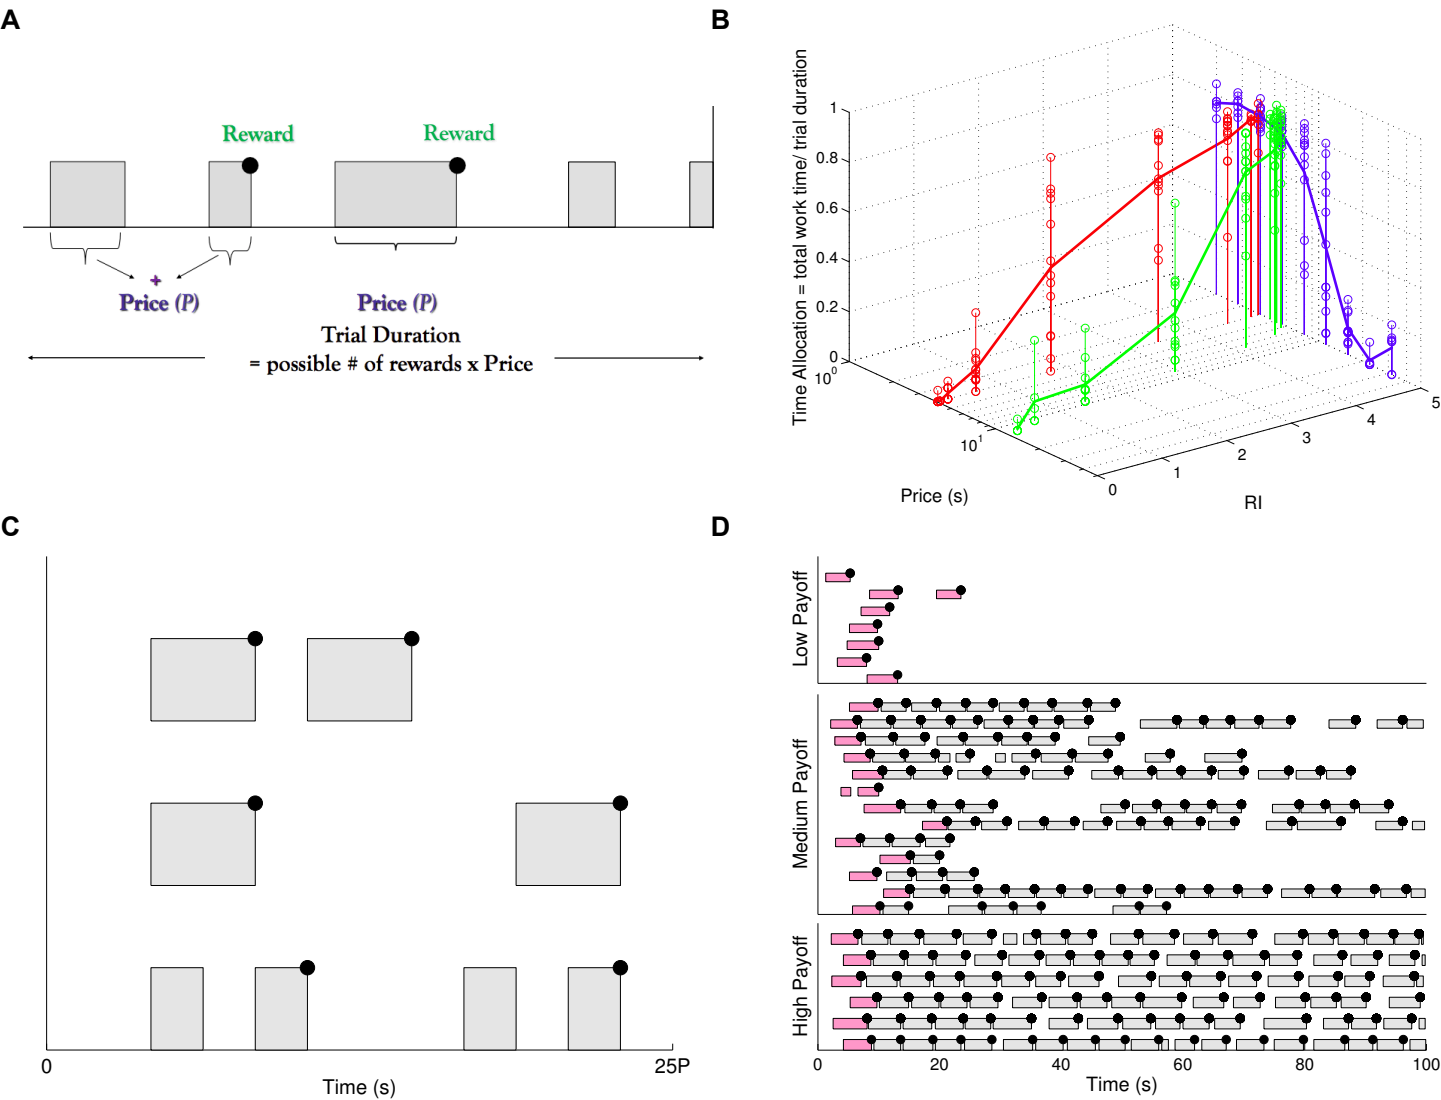 A
Reward
Reward
+
Price (P)
Price (P)
Trial Duration
= possible # of rewards x Price
B
Time Allocation = total work time/ trial duration
1
0.8
0.6
0.4
0.2
0
10^0
10^1
Price (s)
0
1
2
3
4
5
RI
C
0
25P
Time (s)
D
Low Payoff
Medium Payoff
High Payoff
0
20
40
60
80
100
Time (s)